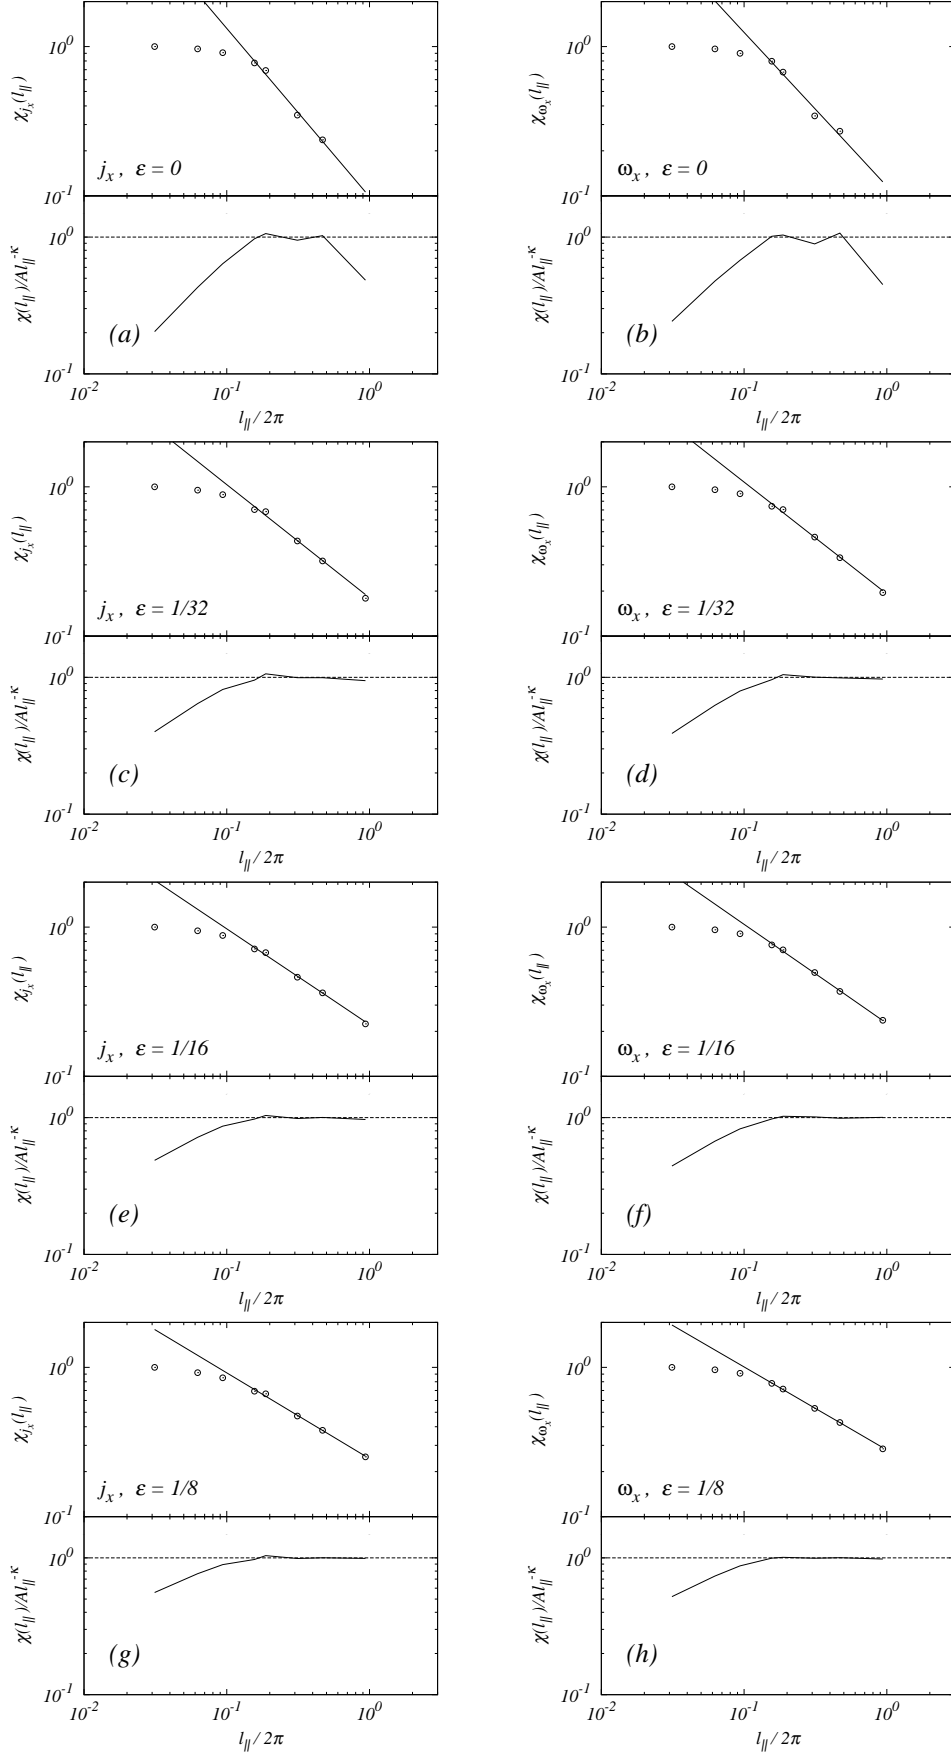 10^0 10^0
χ_{j_x}(l_∥) χ_{ω_x}(l_∥)
j_x , ε = 0 ω_x , ε = 0
10^{-1} 10^{-1}
10^0 10^0
χ(l_∥)/Al_∥^{-κ} χ(l_∥)/Al_∥^{-κ}
(a) (b)
10^{-1} 10^{-1}
10^{-2} 10^{-1} 10^0 10^{-2} 10^{-1} 10^0
l_∥ / 2π l_∥ / 2π
10^0 10^0
χ_{j_x}(l_∥) χ_{ω_x}(l_∥)
j_x , ε = 1/32 ω_x , ε = 1/32
10^{-1} 10^{-1}
10^0 10^0
χ(l_∥)/Al_∥^{-κ} χ(l_∥)/Al_∥^{-κ}
(c) (d)
10^{-1} 10^{-1}
10^{-2} 10^{-1} 10^0 10^{-2} 10^{-1} 10^0
l_∥ / 2π l_∥ / 2π
10^0 10^0
χ_{j_x}(l_∥) χ_{ω_x}(l_∥)
j_x , ε = 1/16 ω_x , ε = 1/16
10^{-1} 10^{-1}
10^0 10^0
χ(l_∥)/Al_∥^{-κ} χ(l_∥)/Al_∥^{-κ}
(e) (f)
10^{-1} 10^{-1}
10^{-2} 10^{-1} 10^0 10^{-2} 10^{-1} 10^0
l_∥ / 2π l_∥ / 2π
10^0 10^0
χ_{j_x}(l_∥) χ_{ω_x}(l_∥)
j_x , ε = 1/8 ω_x , ε = 1/8
10^{-1} 10^{-1}
10^0 10^0
χ(l_∥)/Al_∥^{-κ} χ(l_∥)/Al_∥^{-κ}
(g) (h)
10^{-1} 10^{-1}
10^{-2} 10^{-1} 10^0 10^{-2} 10^{-1} 10^0
l_∥ / 2π l_∥ / 2π